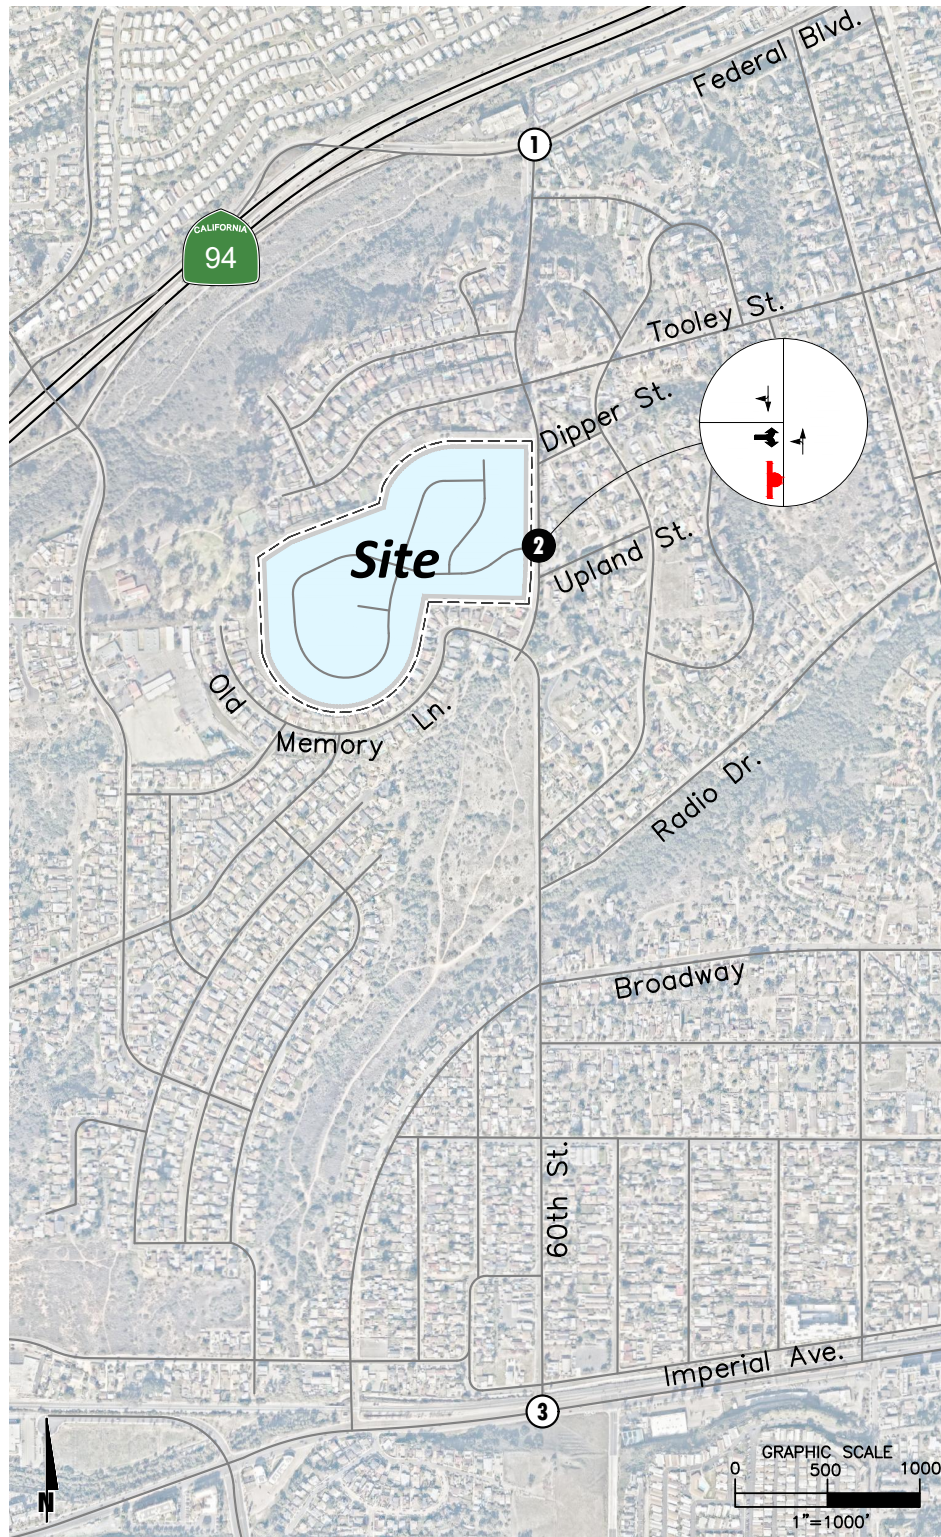 Federal Blvd.
1
CALIFORNIA
94
Tooley St.
Dipper St.
2
Site
Upland St.
Old
Memory
Ln.
Radio Dr.
Broadway
60th St.
Imperial Ave.
3
N
GRAPHIC SCALE
0 500 1000
1"=1000'